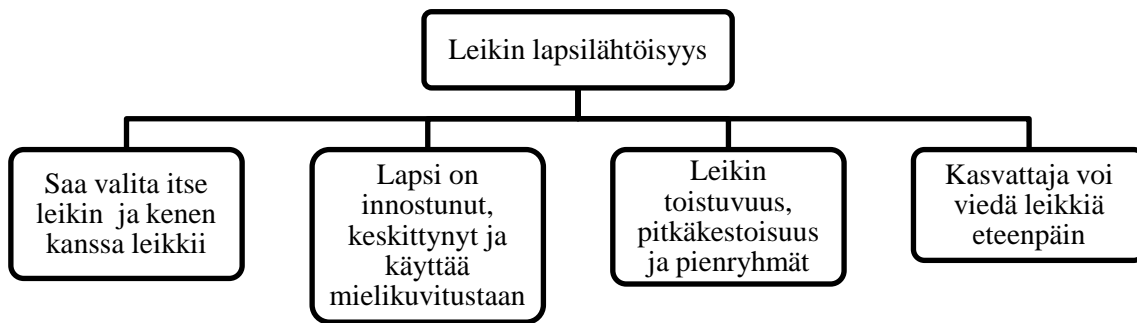 Leikin lapsilähtöisyys
Saa valita itse
leikin ja kenen
kanssa leikkii
Lapsi on
innostunut,
keskittynyt ja
käyttää
mielikuvitustaan
Leikin
toistuvuus,
pitkäkestoisuus
ja pienryhmät
Kasvattaja voi
viedä leikkiä
eteenpäin